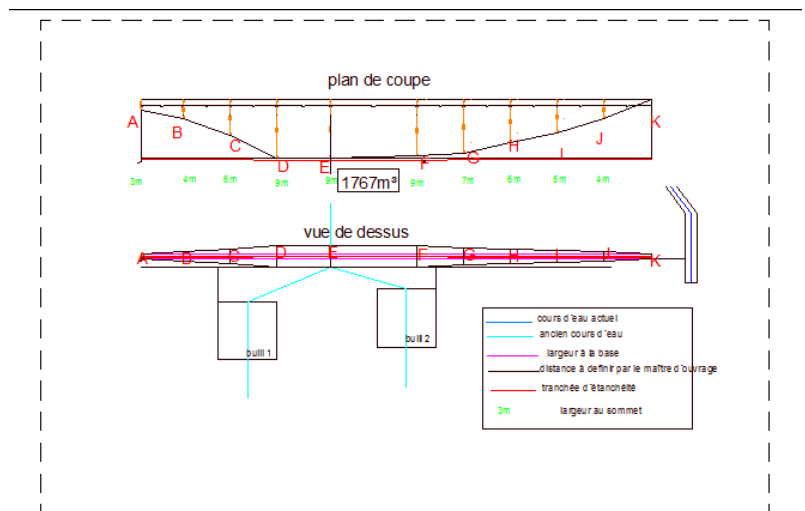 plan de coupe
A
B
C
D
E
F
G
H
I
J
K
3m
4m
6m
9m
9m
9m
7m
6m
5m
4m
1767m³
vue de dessus
A
B
C
D
E
F
G
H
I
J
K
bulli 1
bulli 2
cours d'eau actuel
ancien cours d'eau
largeur à la base
distance à definir par le maître d'ouvrage
tranchée d'étanchéité
3m largeur au sommet